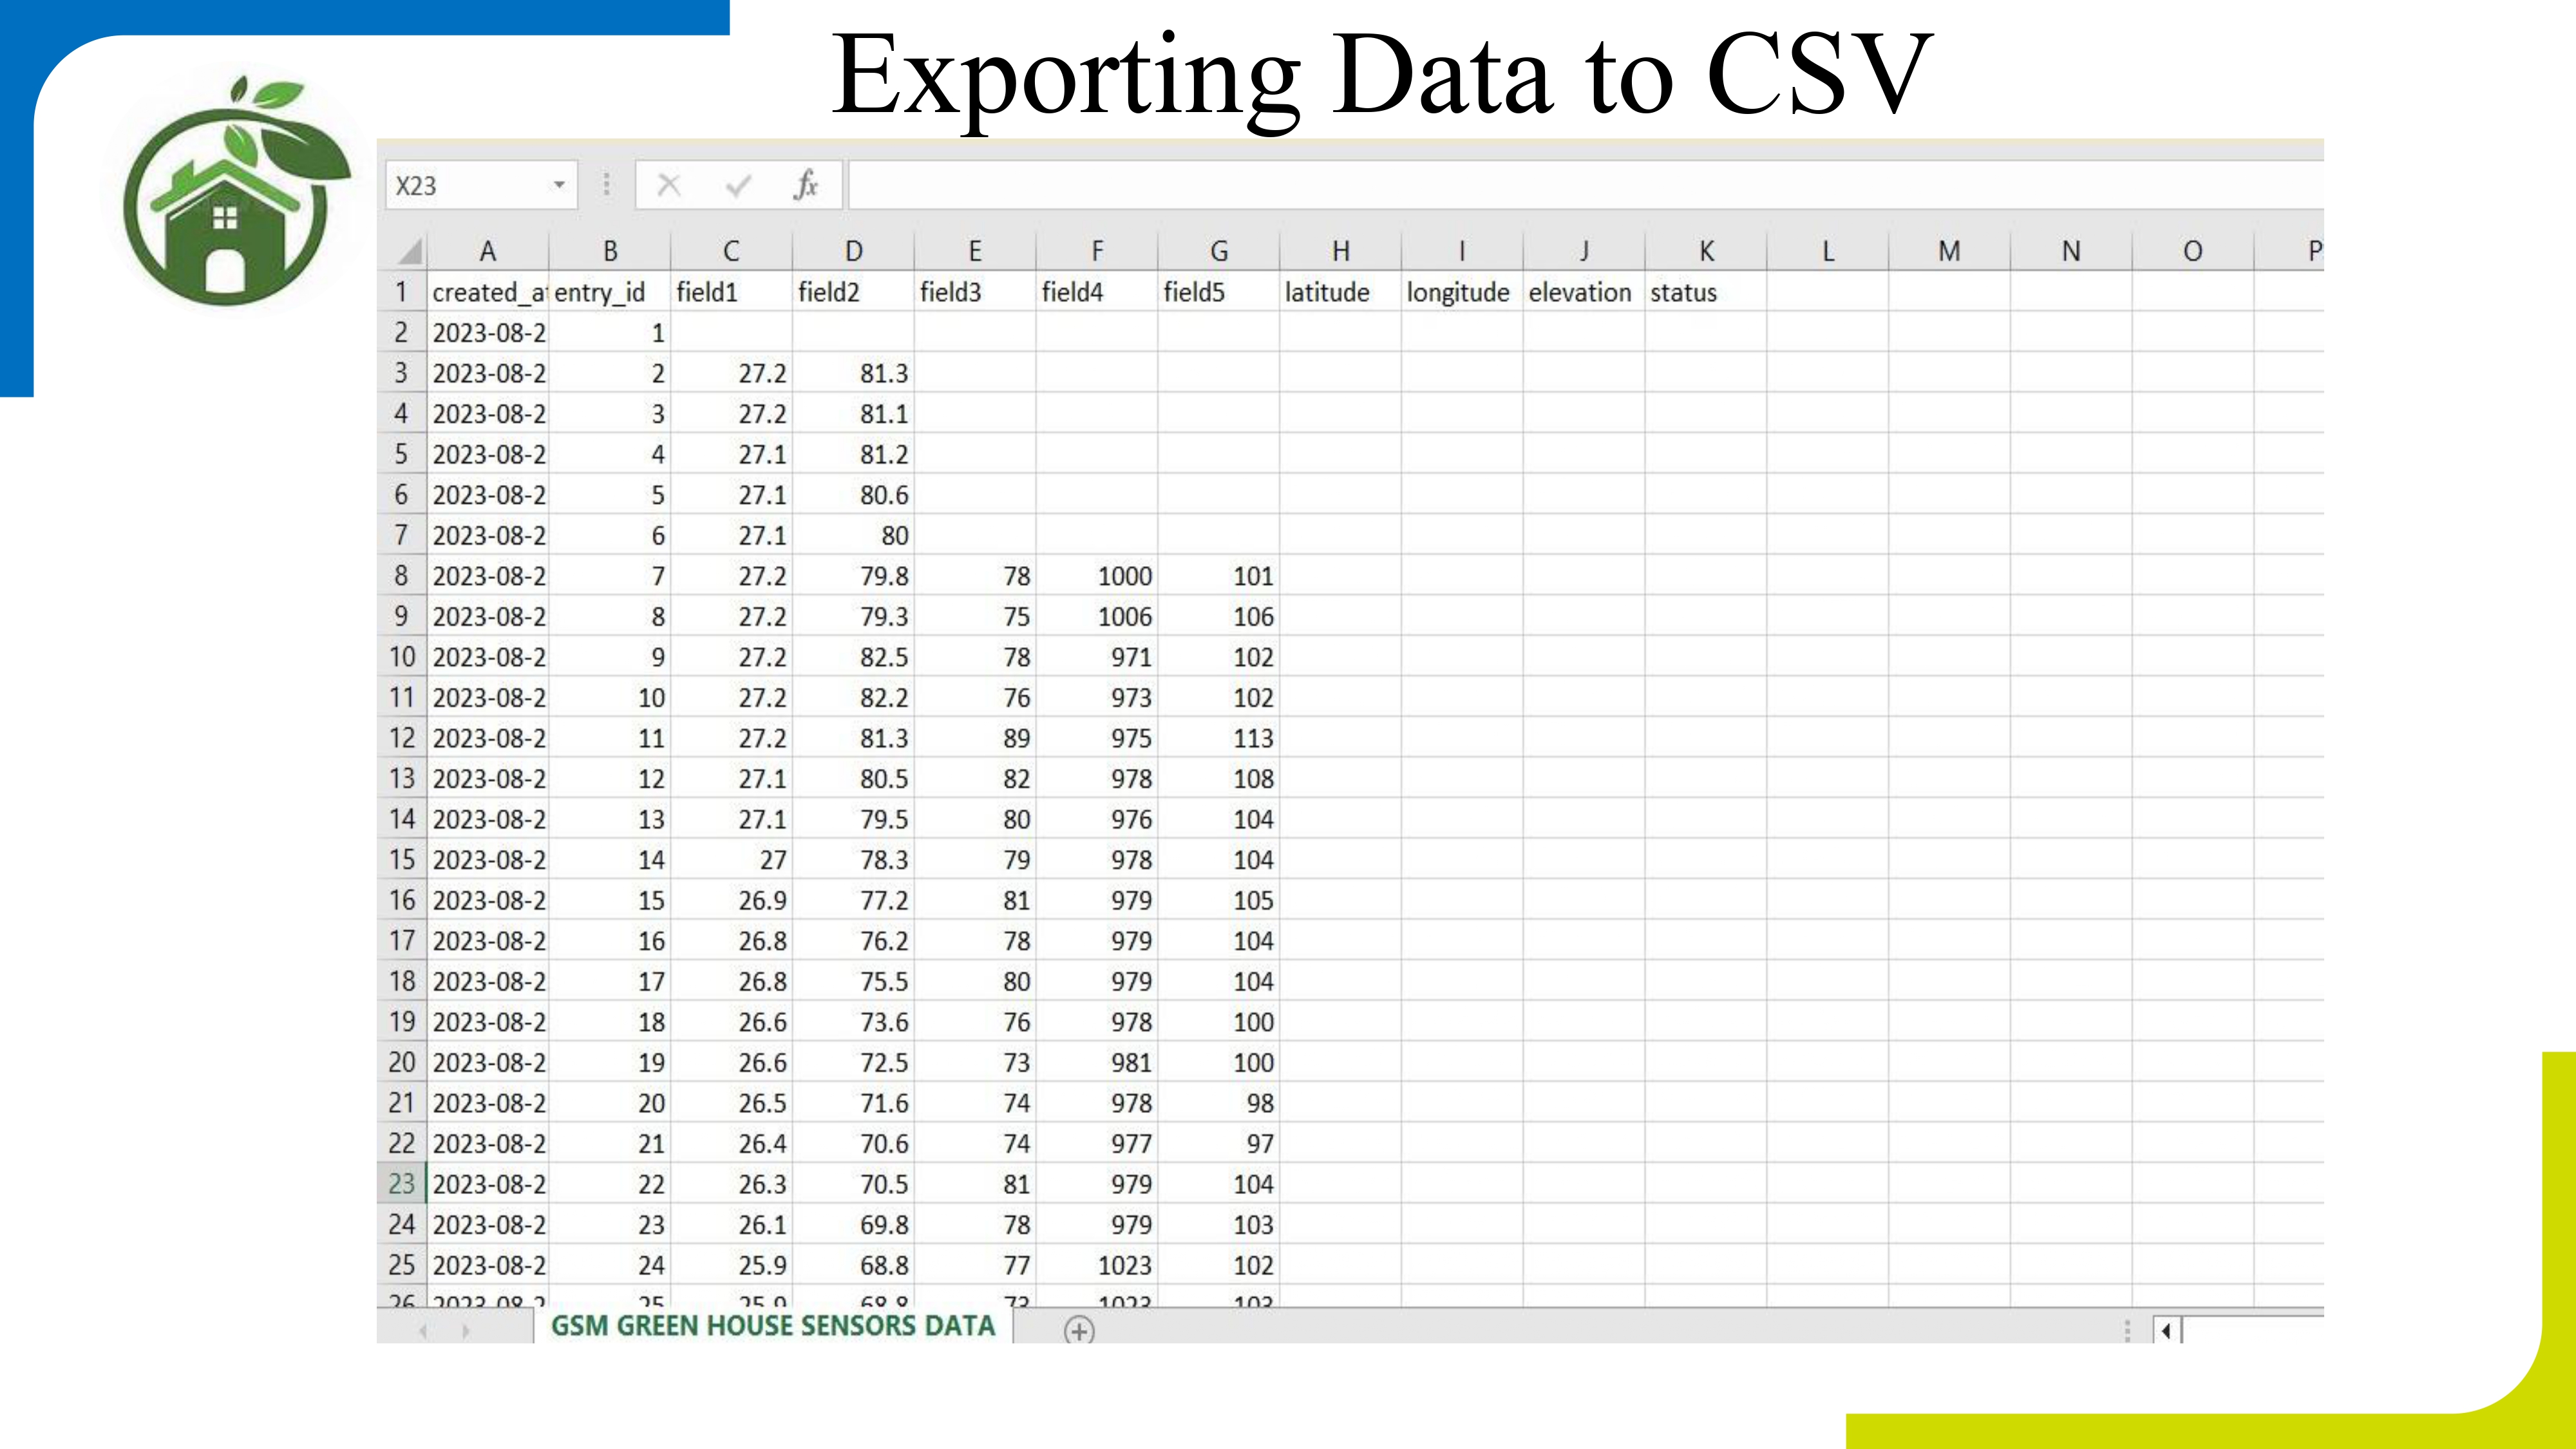 Exporting Data to CSV
X23 fx
A B C D E F G H I J K L M N O P
1 created_at entry_id field1 field2 field3 field4 field5 latitude longitude elevation status
2 2023-08-2 1
3 2023-08-2 2 27.2 81.3
4 2023-08-2 3 27.2 81.1
5 2023-08-2 4 27.1 81.2
6 2023-08-2 5 27.1 80.6
7 2023-08-2 6 27.1 80
8 2023-08-2 7 27.2 79.8 78 1000 101
9 2023-08-2 8 27.2 79.3 75 1006 106
10 2023-08-2 9 27.2 82.5 78 971 102
11 2023-08-2 10 27.2 82.2 76 973 102
12 2023-08-2 11 27.2 81.3 89 975 113
13 2023-08-2 12 27.1 80.5 82 978 108
14 2023-08-2 13 27.1 79.5 80 976 104
15 2023-08-2 14 27 78.3 79 978 104
16 2023-08-2 15 26.9 77.2 81 979 105
17 2023-08-2 16 26.8 76.2 78 979 104
18 2023-08-2 17 26.8 75.5 80 979 104
19 2023-08-2 18 26.6 73.6 76 978 100
20 2023-08-2 19 26.6 72.5 73 981 100
21 2023-08-2 20 26.5 71.6 74 978 98
22 2023-08-2 21 26.4 70.6 74 977 97
23 2023-08-2 22 26.3 70.5 81 979 104
24 2023-08-2 23 26.1 69.8 78 979 103
25 2023-08-2 24 25.9 68.8 77 1023 102
26 2023-08-2 25 25.9 68.8 73 1023 103
GSM GREEN HOUSE SENSORS DATA